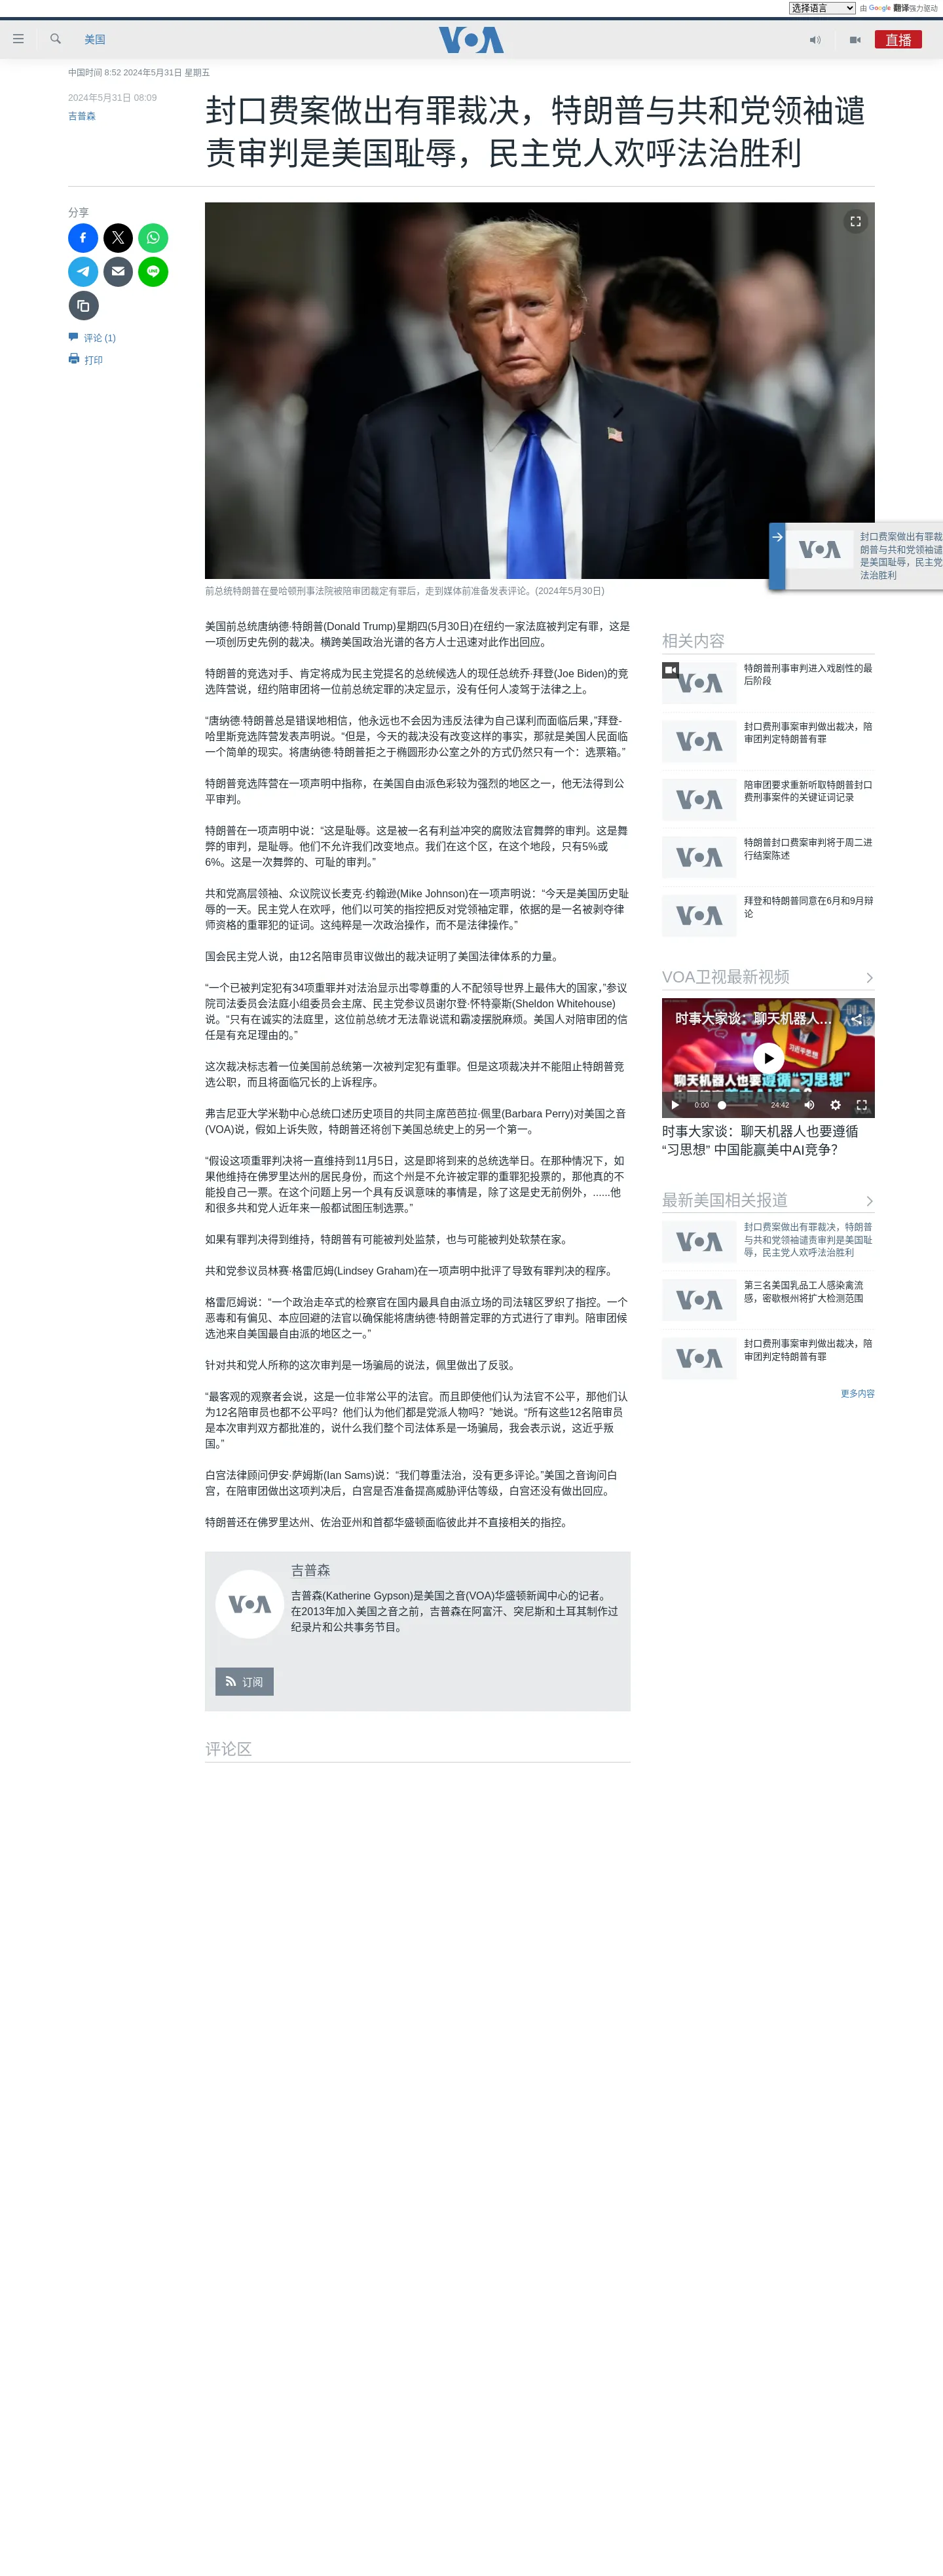 选择语言 由 Google 翻译强力驱动
美国
VOA
直播
中国时间 8:52 2024年5月31日 星期五
2024年5月31日 08:09
吉普森
封口费案做出有罪裁决，特朗普与共和党领袖谴
责审判是美国耻辱，民主党人欢呼法治胜利
分享
LINE
评论 (1)
打印
VOA
封口费案做出有罪裁
朗普与共和党领袖谴
是美国耻辱，民主党
法治胜利
前总统特朗普在曼哈顿刑事法院被陪审团裁定有罪后，走到媒体前准备发表评论。(2024年5月30日)
美国前总统唐纳德·特朗普(Donald Trump)星期四(5月30日)在纽约一家法庭被判定有罪，这是
一项创历史先例的裁决。横跨美国政治光谱的各方人士迅速对此作出回应。
特朗普的竞选对手、肯定将成为民主党提名的总统候选人的现任总统乔·拜登(Joe Biden)的竞
选阵营说，纽约陪审团将一位前总统定罪的决定显示，没有任何人凌驾于法律之上。
“唐纳德·特朗普总是错误地相信，他永远也不会因为违反法律为自己谋利而面临后果，”拜登-
哈里斯竞选阵营发表声明说。“但是，今天的裁决没有改变这样的事实，那就是美国人民面临
一个简单的现实。将唐纳德·特朗普拒之于椭圆形办公室之外的方式仍然只有一个：选票箱。”
特朗普竞选阵营在一项声明中指称，在美国自由派色彩较为强烈的地区之一，他无法得到公
平审判。
特朗普在一项声明中说：“这是耻辱。这是被一名有利益冲突的腐败法官舞弊的审判。这是舞
弊的审判，是耻辱。他们不允许我们改变地点。我们在这个区，在这个地段，只有5%或
6%。这是一次舞弊的、可耻的审判。”
共和党高层领袖、众议院议长麦克·约翰逊(Mike Johnson)在一项声明说：“今天是美国历史耻
辱的一天。民主党人在欢呼，他们以可笑的指控把反对党领袖定罪，依据的是一名被剥夺律
师资格的重罪犯的证词。这纯粹是一次政治操作，而不是法律操作。”
国会民主党人说，由12名陪审员审议做出的裁决证明了美国法律体系的力量。
“一个已被判定犯有34项重罪并对法治显示出零尊重的人不配领导世界上最伟大的国家，”参议
院司法委员会法庭小组委员会主席、民主党参议员谢尔登·怀特豪斯(Sheldon Whitehouse)
说。“只有在诚实的法庭里，这位前总统才无法靠说谎和霸凌摆脱麻烦。美国人对陪审团的信
任是有充足理由的。”
这次裁决标志着一位美国前总统第一次被判定犯有重罪。但是这项裁决并不能阻止特朗普竞
选公职，而且将面临冗长的上诉程序。
弗吉尼亚大学米勒中心总统口述历史项目的共同主席芭芭拉·佩里(Barbara Perry)对美国之音
(VOA)说，假如上诉失败，特朗普还将创下美国总统史上的另一个第一。
“假设这项重罪判决将一直维持到11月5日，这是即将到来的总统选举日。在那种情况下，如
果他维持在佛罗里达州的居民身份，而这个州是不允许被定罪的重罪犯投票的，那他真的不
能投自己一票。在这个问题上另一个具有反讽意味的事情是，除了这是史无前例外，......他
和很多共和党人近年来一般都试图压制选票。”
如果有罪判决得到维持，特朗普有可能被判处监禁，也与可能被判处软禁在家。
共和党参议员林赛·格雷厄姆(Lindsey Graham)在一项声明中批评了导致有罪判决的程序。
格雷厄姆说：“一个政治走卒式的检察官在国内最具自由派立场的司法辖区罗织了指控。一个
恶毒和有偏见、本应回避的法官以确保能将唐纳德·特朗普定罪的方式进行了审判。陪审团候
选池来自美国最自由派的地区之一。”
针对共和党人所称的这次审判是一场骗局的说法，佩里做出了反驳。
“最客观的观察者会说，这是一位非常公平的法官。而且即使他们认为法官不公平，那他们认
为12名陪审员也都不公平吗？他们认为他们都是党派人物吗？”她说。“所有这些12名陪审员
是本次审判双方都批准的，说什么我们整个司法体系是一场骗局，我会表示说，这近乎叛
国。”
白宫法律顾问伊安·萨姆斯(Ian Sams)说：“我们尊重法治，没有更多评论。”美国之音询问白
宫，在陪审团做出这项判决后，白宫是否准备提高威胁评估等级，白宫还没有做出回应。
特朗普还在佛罗里达州、佐治亚州和首都华盛顿面临彼此并不直接相关的指控。
VOA
吉普森
吉普森(Katherine Gypson)是美国之音(VOA)华盛顿新闻中心的记者。
在2013年加入美国之音之前，吉普森在阿富汗、突尼斯和土耳其制作过
纪录片和公共事务节目。
订阅
评论区
相关内容
VOA
特朗普刑事审判进入戏剧性的最
后阶段
VOA
封口费刑事案审判做出裁决，陪
审团判定特朗普有罪
VOA
陪审团要求重新听取特朗普封口
费刑事案件的关键证词记录
VOA
特朗普封口费案审判将于周二进
行结案陈述
VOA
拜登和特朗普同意在6月和9月辩
论
VOA卫视最新视频
时事大家谈：聊天机器人...
习近平思想
聊天机器人也要遵循“习思想”
0:00
24:42
时事大家谈：聊天机器人也要遵循
“习思想” 中国能赢美中AI竞争？
最新美国相关报道
VOA
封口费案做出有罪裁决，特朗普
与共和党领袖谴责审判是美国耻
辱，民主党人欢呼法治胜利
VOA
第三名美国乳品工人感染禽流
感，密歇根州将扩大检测范围
VOA
封口费刑事案审判做出裁决，陪
审团判定特朗普有罪
更多内容